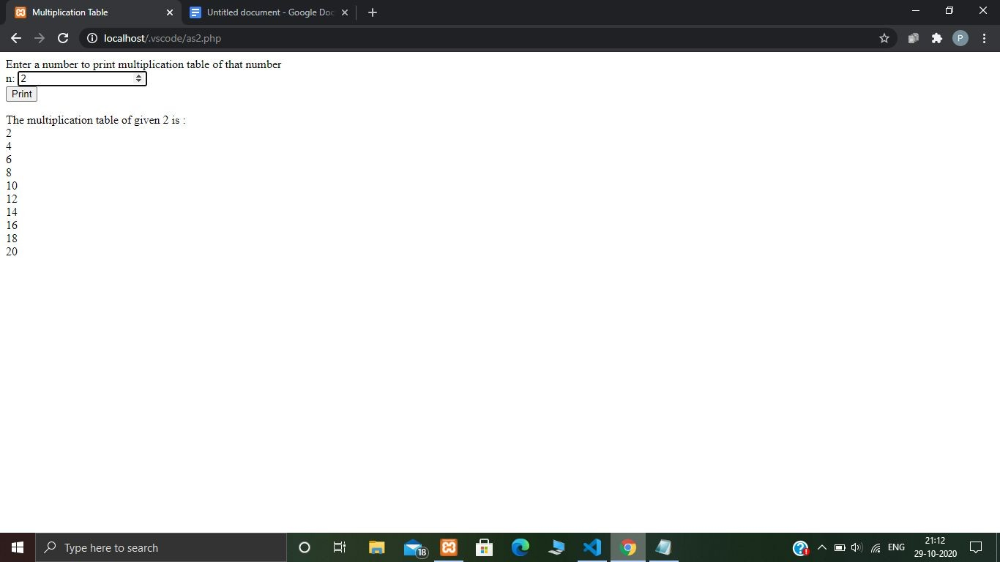 Multiplication Table
Untitled document - Google Doc
localhost/.vscode/as2.php
P
Enter a number to print multiplication table of that number
n: 2
Print
The multiplication table of given 2 is :
2
4
6
8
10
12
14
16
18
20
Type here to search
18
ENG
21:12
29-10-2020